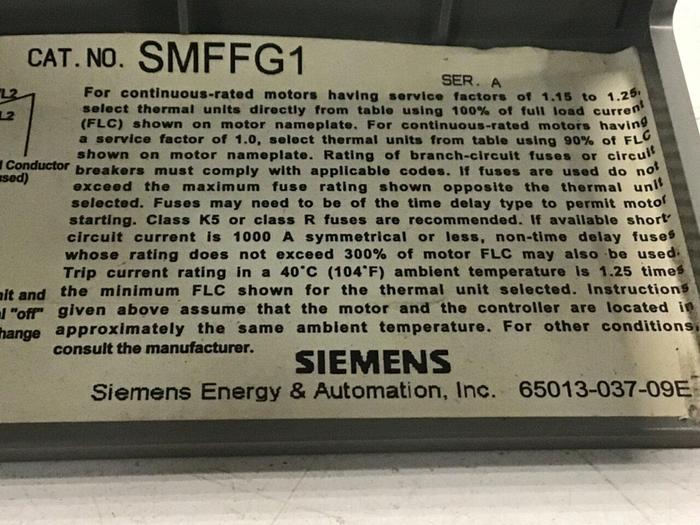 CAT. NO. SMFFG1
SER. A
L2
L2
Conductor
For continuous-rated motors having service factors of 1.15 to 1.25,
select thermal units directly from table using 100% of full load current
(FLC) shown on motor nameplate. For continuous-rated motors having
a service factor of 1.0, select thermal units from table using 90% of FLC
shown on motor nameplate. Rating of branch-circuit fuses or circuit
breakers must comply with applicable codes. If fuses are used do not
exceed the maximum fuse rating shown opposite the thermal unit
selected. Fuses may need to be of the time delay type to permit motor
starting. Class K5 or class R fuses are recommended. If available short-
circuit current is 1000 A symmetrical or less, non-time delay fuses
whose rating does not exceed 300% of motor FLC may also be used.
Trip current rating in a 40°C (104°F) ambient temperature is 1.25 times
and the minimum FLC shown for the thermal unit selected. Instructions
"off" given above assume that the motor and the controller are located in
approximately the same ambient temperature. For other conditions,
consult the manufacturer.
SIEMENS
Siemens Energy & Automation, Inc. 65013-037-09E